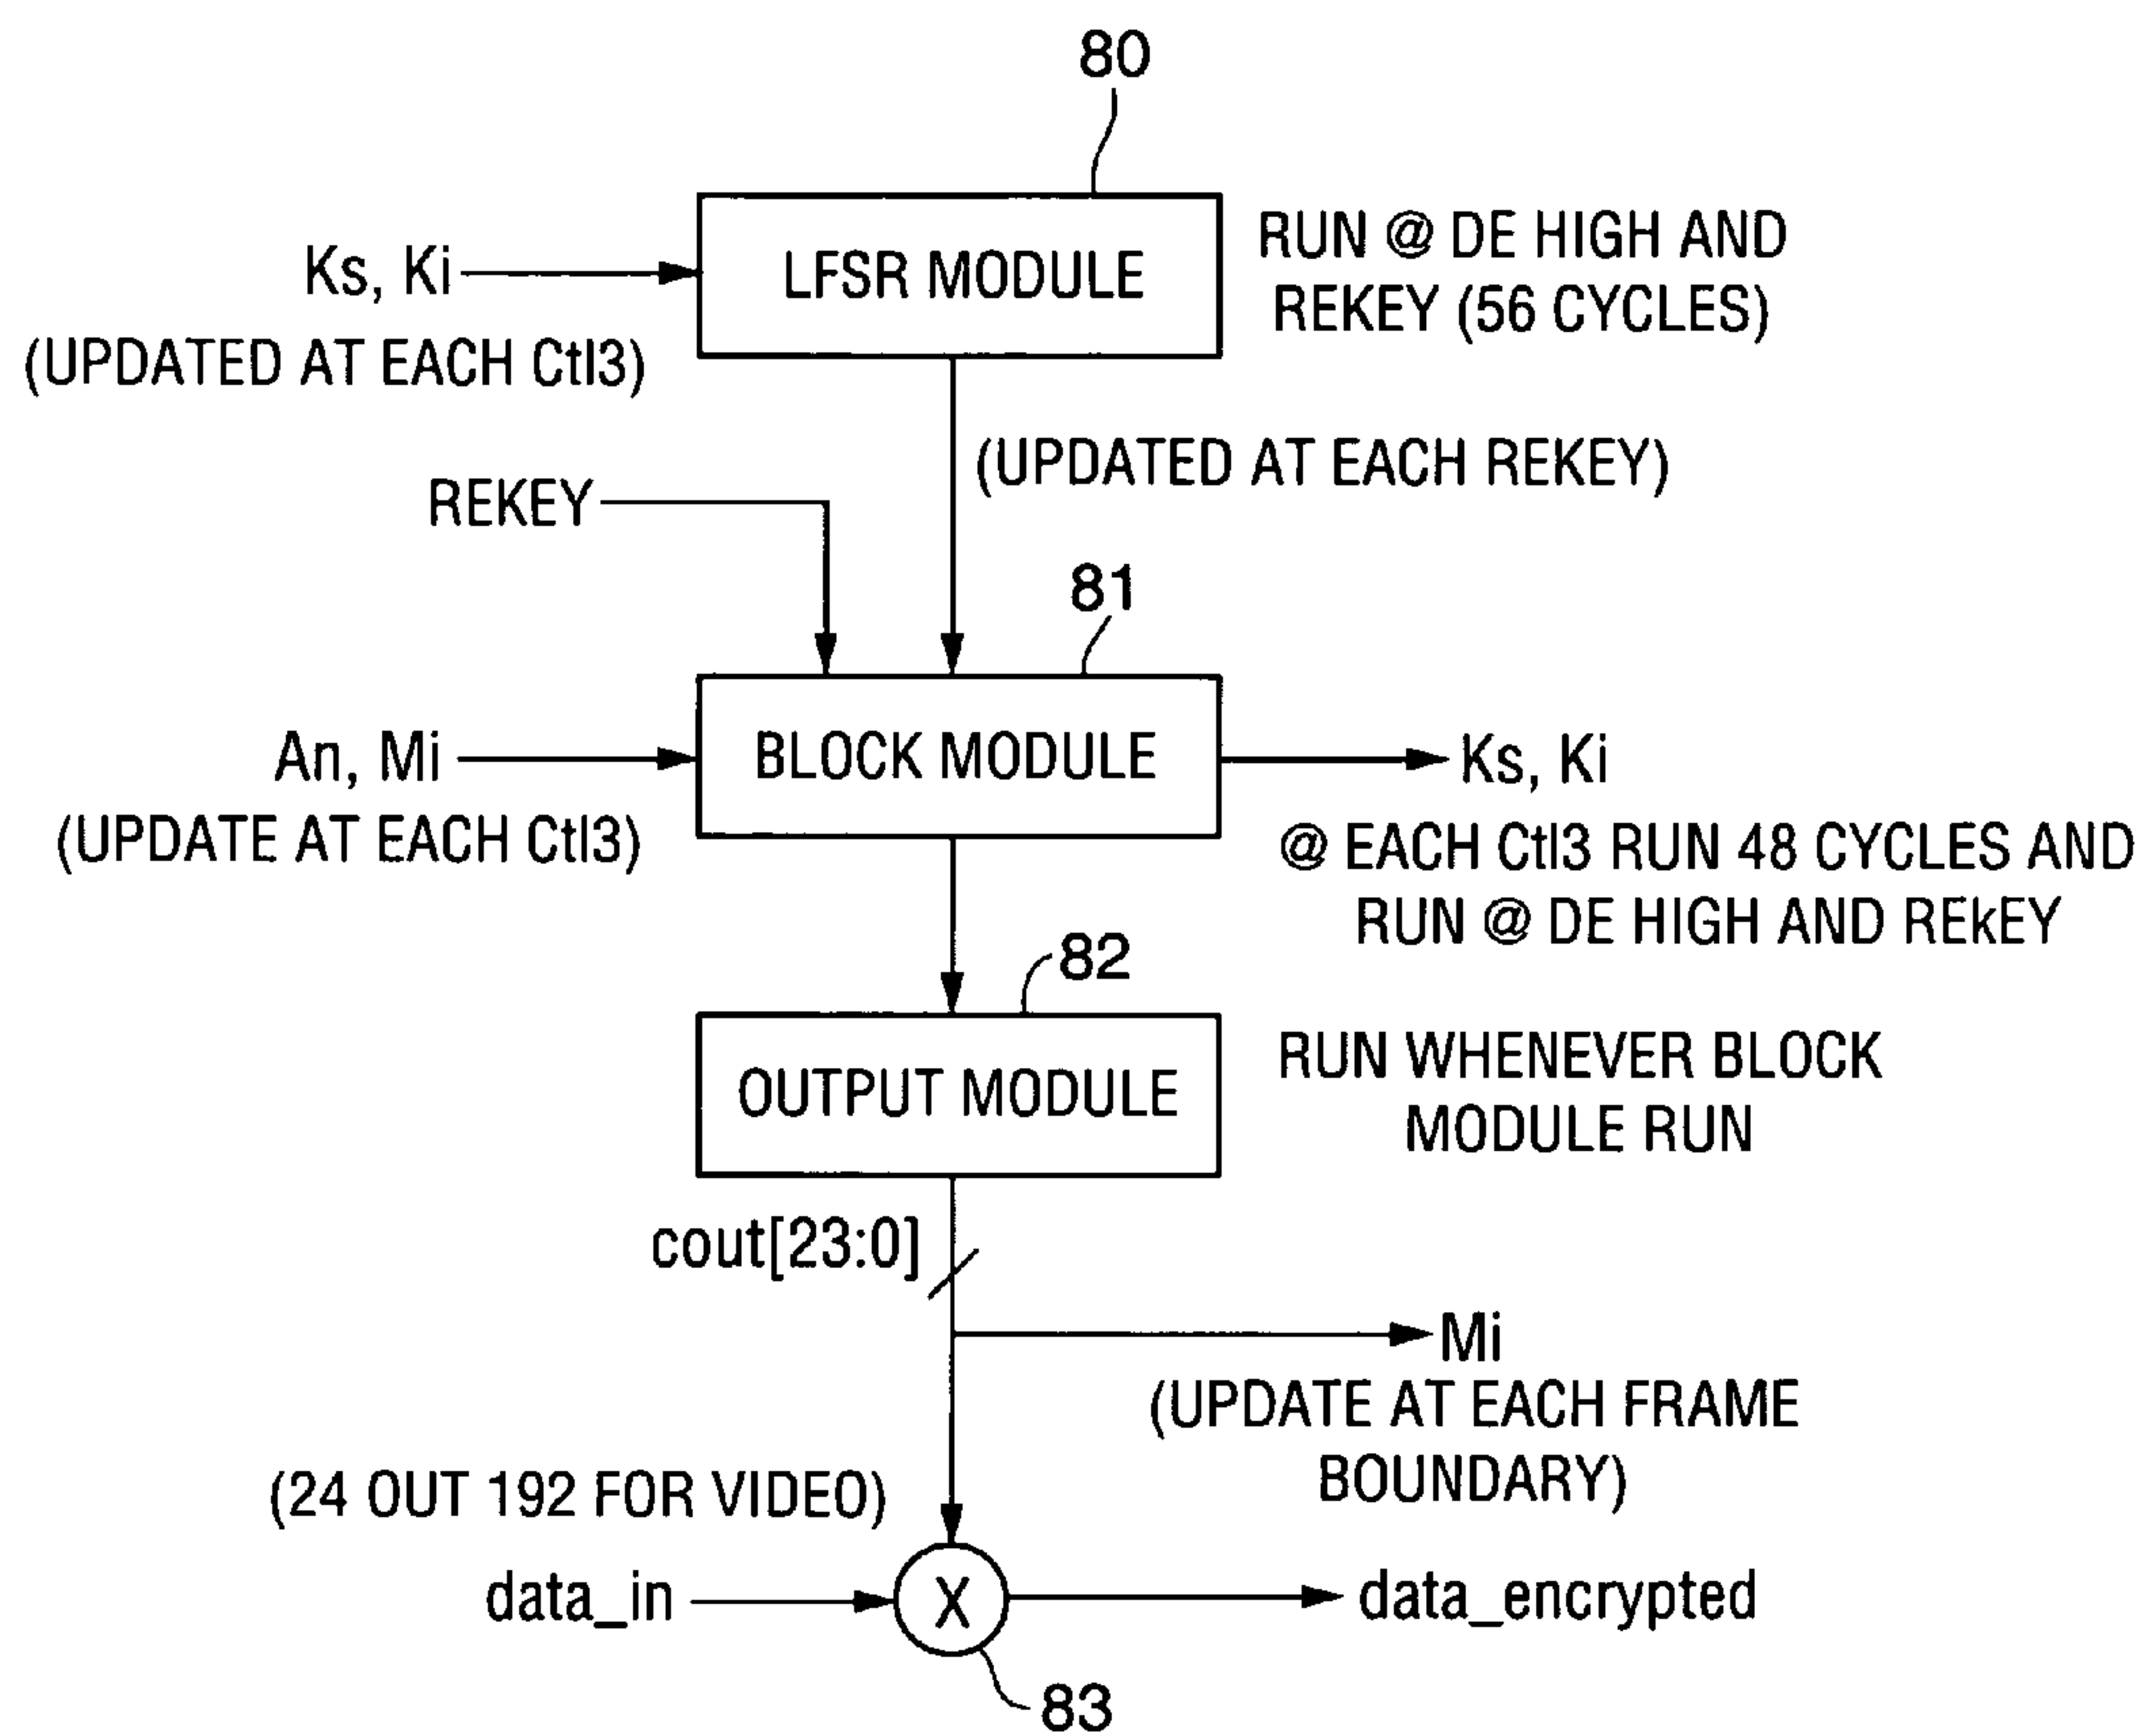 80
LFSR MODULE
RUN @ DE HIGH AND
REKEY (56 CYCLES)
Ks, Ki
(UPDATED AT EACH Ctl3)
(UPDATED AT EACH REKEY)
REKEY
81
An, Mi
(UPDATE AT EACH Ctl3)
BLOCK MODULE
Ks, Ki
@ EACH Ctl3 RUN 48 CYCLES AND
RUN @ DE HIGH AND REkEY
82
OUTPUT MODULE
RUN WHENEVER BLOCK
MODULE RUN
cout[23:0]
Mi
(UPDATE AT EACH FRAME
BOUNDARY)
(24 OUT 192 FOR VIDEO)
data_in
X
data_encrypted
83